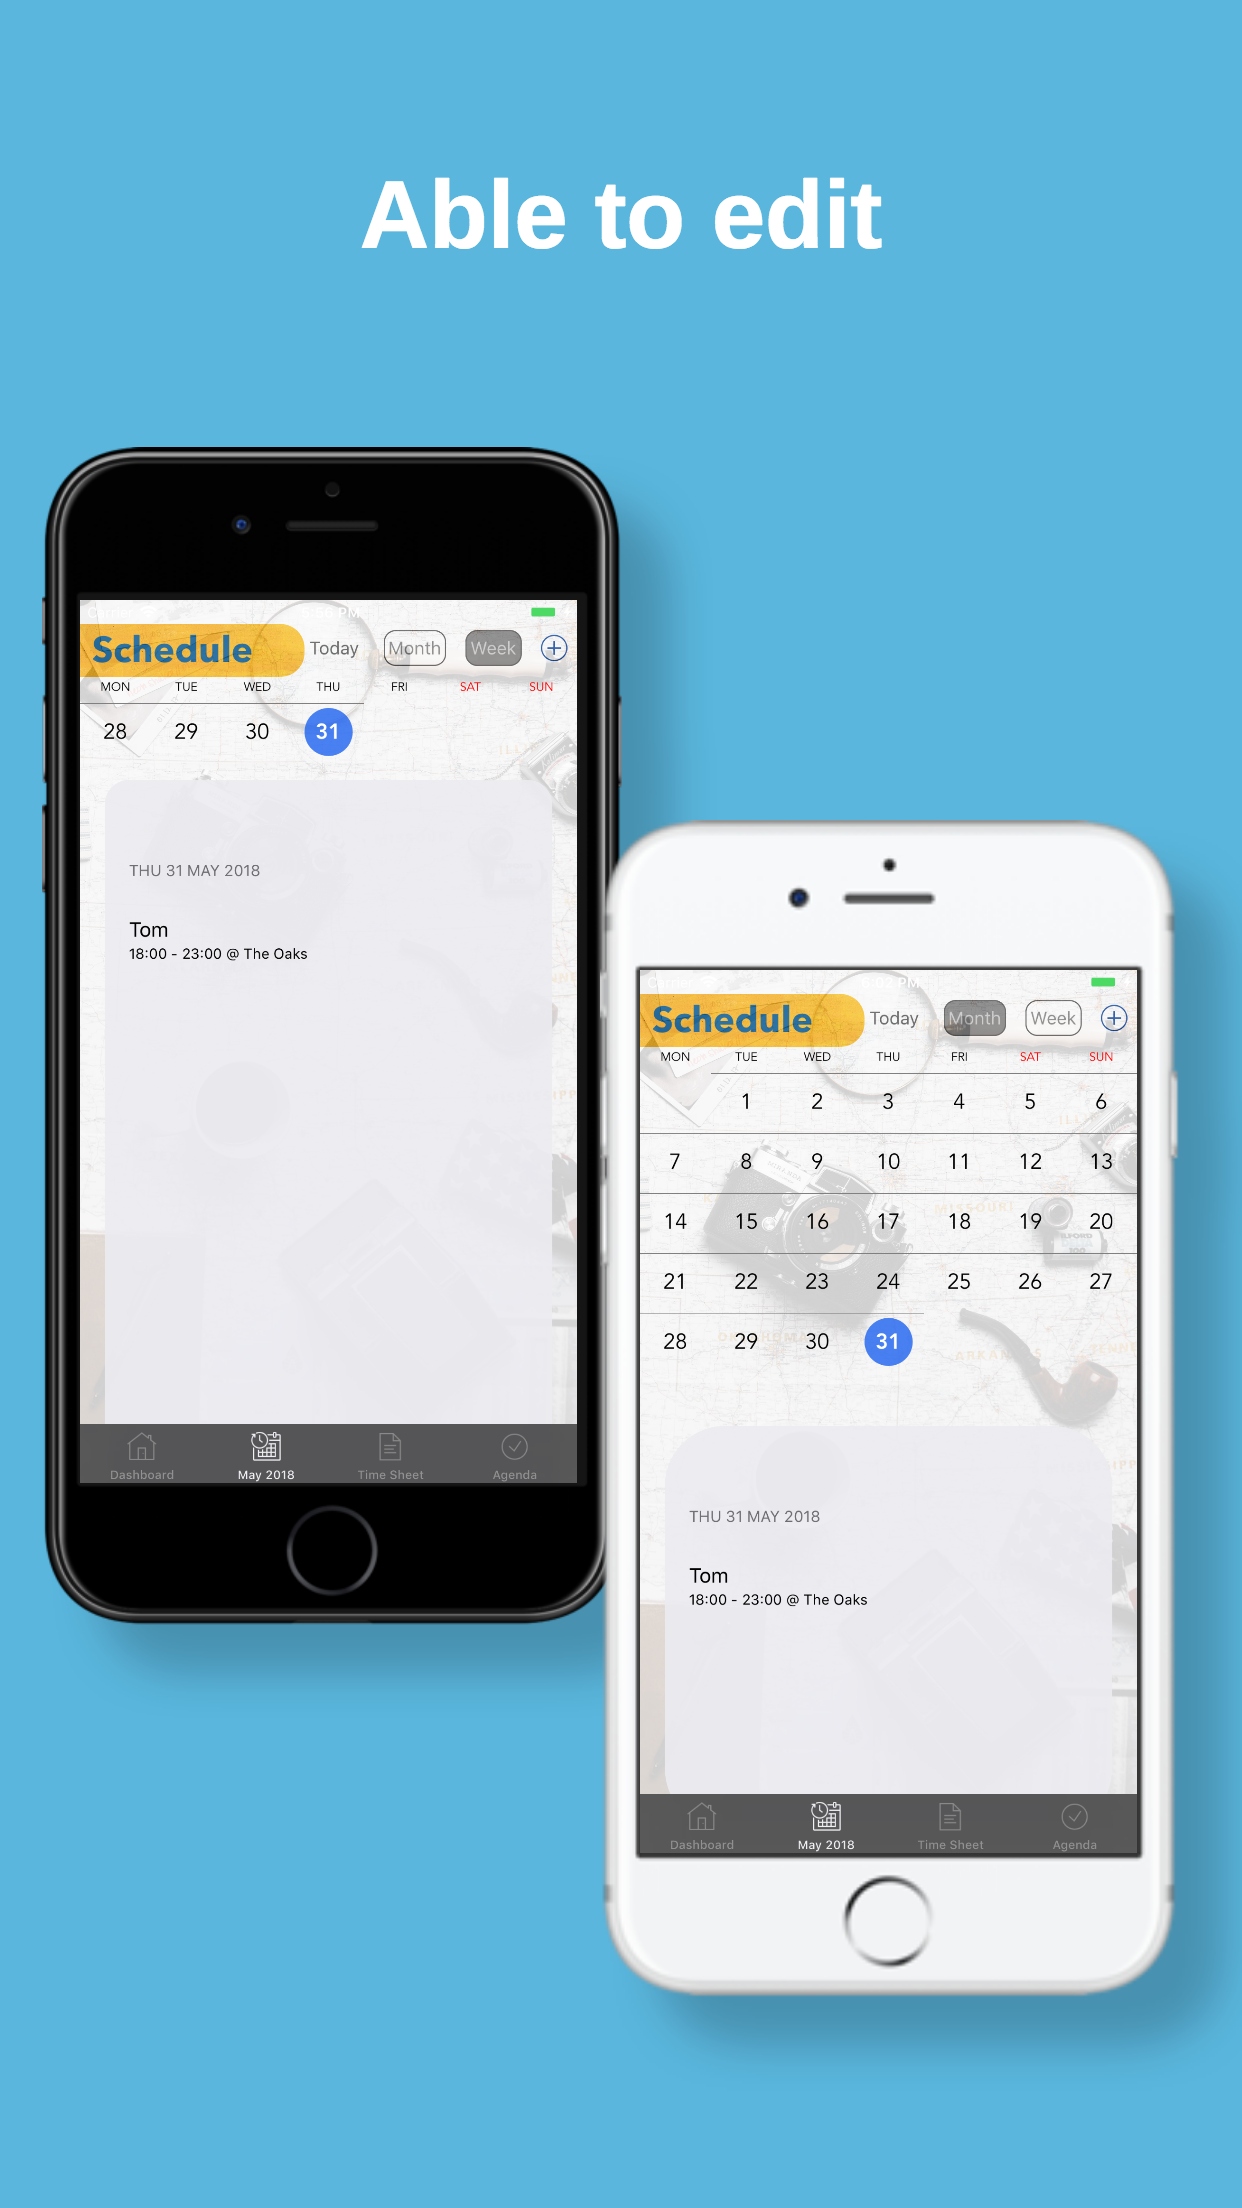 Able to edit
Schedule Today Month Week
MON TUE WED THU FRI SAT SUN
28 29 30 31
THU 31 MAY 2018
Tom
18:00 - 23:00 @ The Oaks
Dashboard May 2018 Time Sheet Agenda
Schedule Today Month Week
MON TUE WED THU FRI SAT SUN
1 2 3 4 5 6
7 8 9 10 11 12 13
14 15 16 17 18 19 20
21 22 23 24 25 26 27
28 29 30 31
THU 31 MAY 2018
Tom
18:00 - 23:00 @ The Oaks
Dashboard May 2018 Time Sheet Agenda